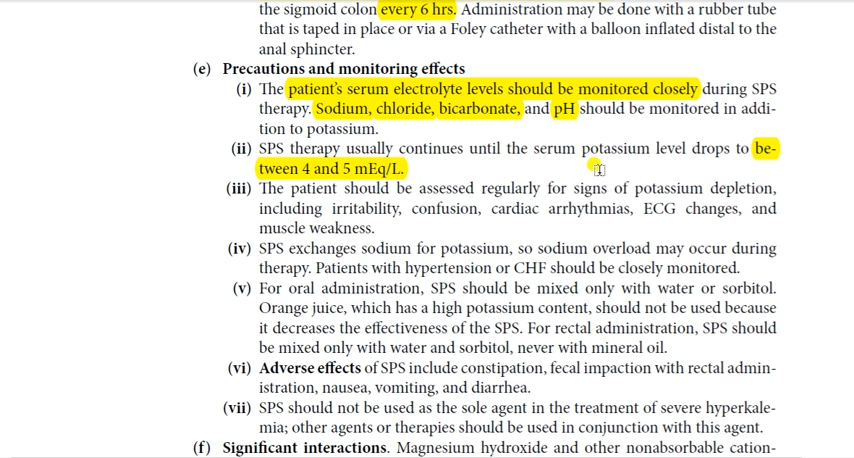 the sigmoid colon every 6 hrs. Administration may be done with a rubber tube
that is taped in place or via a Foley catheter with a balloon inflated distal to the
anal sphincter.
(e) Precautions and monitoring effects
(i) The patient's serum electrolyte levels should be monitored closely during SPS
therapy. Sodium, chloride, bicarbonate, and pH should be monitored in addi-
tion to potassium.
(ii) SPS therapy usually continues until the serum potassium level drops to be-
tween 4 and 5 mEq/L.
(iii) The patient should be assessed regularly for signs of potassium depletion,
including irritability, confusion, cardiac arrhythmias, ECG changes, and
muscle weakness.
(iv) SPS exchanges sodium for potassium, so sodium overload may occur during
therapy. Patients with hypertension or CHF should be closely monitored.
(v) For oral administration, SPS should be mixed only with water or sorbitol.
Orange juice, which has a high potassium content, should not be used because
it decreases the effectiveness of the SPS. For rectal administration, SPS should
be mixed only with water and sorbitol, never with mineral oil.
(vi) Adverse effects of SPS include constipation, fecal impaction with rectal admin-
istration, nausea, vomiting, and diarrhea.
(vii) SPS should not be used as the sole agent in the treatment of severe hyperkale-
mia; other agents or therapies should be used in conjunction with this agent.
(f) Significant interactions. Magnesium hydroxide and other nonabsorbable cation-